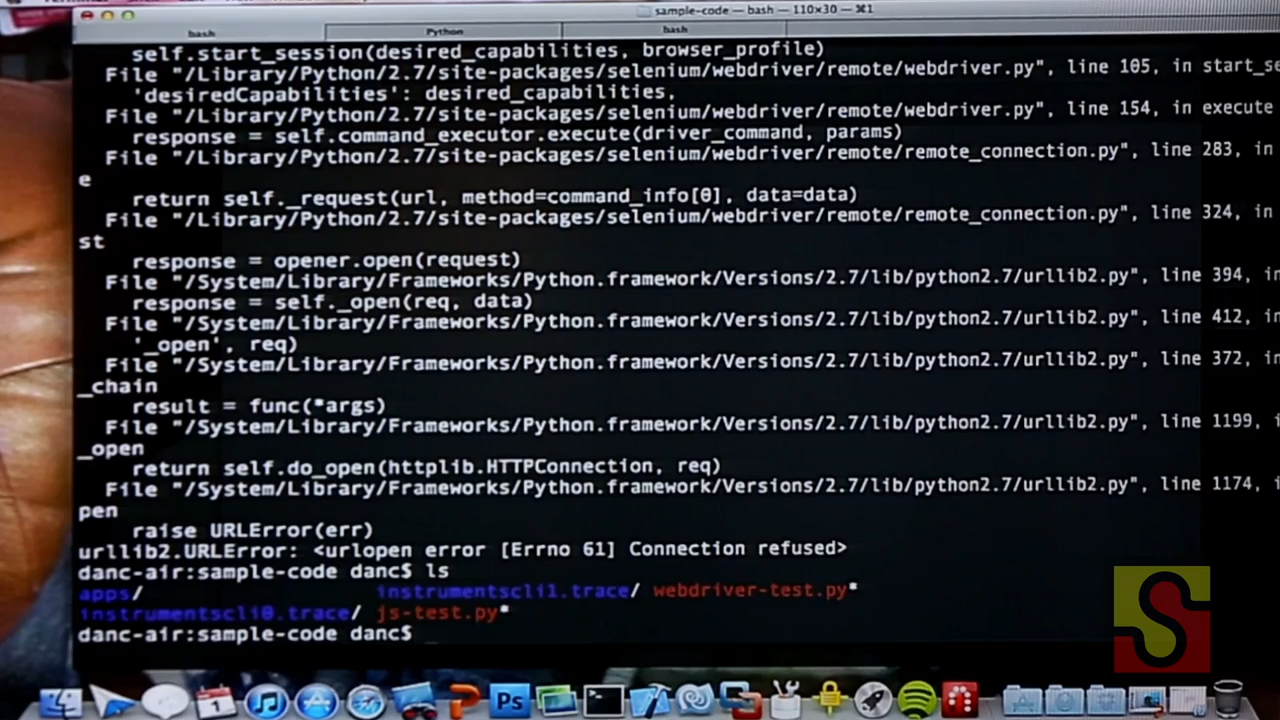 sample-code — bash — 110×30 — ⌘1
bash Python bash
self.start_session(desired_capabilities, browser_profile)
File "/Library/Python/2.7/site-packages/selenium/webdriver/remote/webdriver.py", line 105, in start_se
'desiredCapabilities': desired_capabilities,
File "/Library/Python/2.7/site-packages/selenium/webdriver/remote/webdriver.py", line 154, in execute
response = self.command_executor.execute(driver_command, params)
File "/Library/Python/2.7/site-packages/selenium/webdriver/remote/remote_connection.py", line 283, in
e
return self._request(url, method=command_info[0], data=data)
File "/Library/Python/2.7/site-packages/selenium/webdriver/remote/remote_connection.py", line 324, in
st
response = opener.open(request)
File "/System/Library/Frameworks/Python.framework/Versions/2.7/lib/python2.7/urllib2.py", line 394, i
response = self._open(req, data)
File "/System/Library/Frameworks/Python.framework/Versions/2.7/lib/python2.7/urllib2.py", line 412, i
'_open', req)
File "/System/Library/Frameworks/Python.framework/Versions/2.7/lib/python2.7/urllib2.py", line 372, i
_chain
result = func(*args)
File "/System/Library/Frameworks/Python.framework/Versions/2.7/lib/python2.7/urllib2.py", line 1199,
_open
return self.do_open(httplib.HTTPConnection, req)
File "/System/Library/Frameworks/Python.framework/Versions/2.7/lib/python2.7/urllib2.py", line 1174, i
pen
raise URLError(err)
urllib2.URLError: <urlopen error [Errno 61] Connection refused>
danc-air:sample-code danc$ ls
apps/ instrumentscli1.trace/ webdriver-test.py*
instrumentscli0.trace/ js-test.py*
danc-air:sample-code danc$ _
S
1 Ps